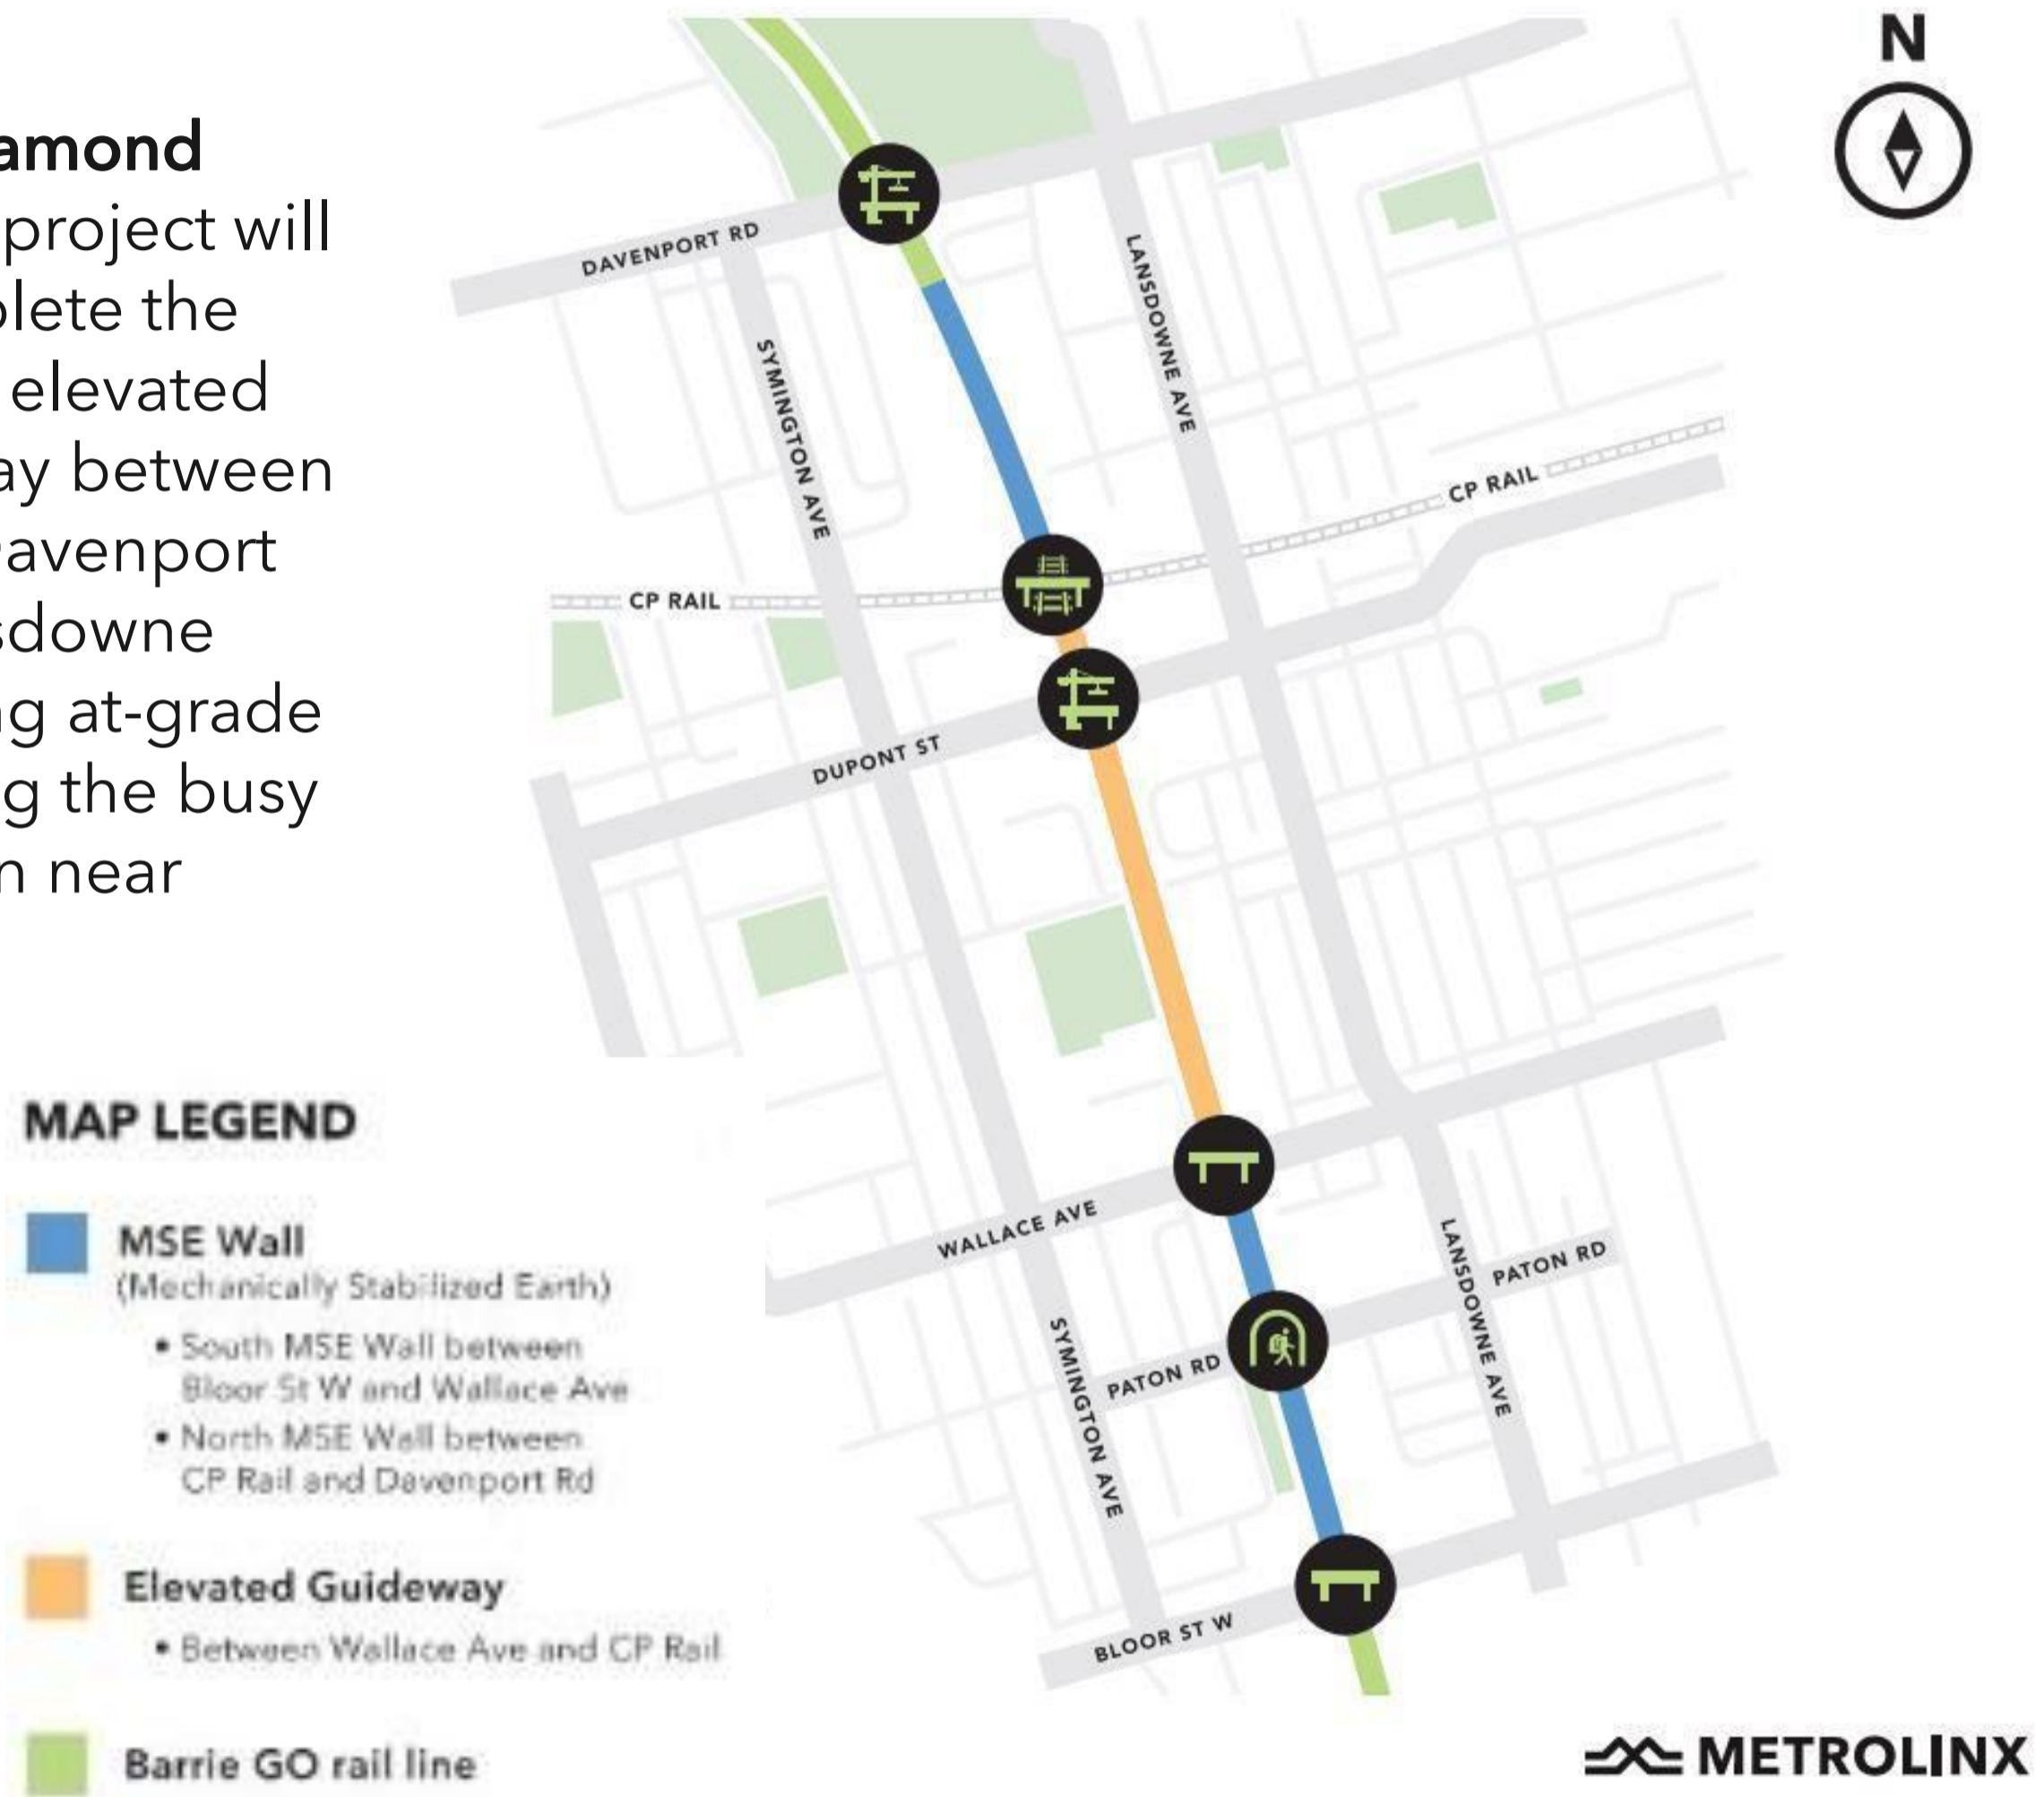 amond
project will
plete the
elevated
ay between
avenport
sdowne
ng at-grade
g the busy
n near
N
DAVENPORT RD
SYMINGTON AVE
LANSDOWNE AVE
CP RAIL
CP RAIL
DUPONT ST
WALLACE AVE
PATON RD
PATON RD
SYMINGTON AVE
LANSDOWNE AVE
BLOOR ST W
MAP LEGEND
MSE Wall
(Mechanically Stabilized Earth)
• South MSE Wall between
Bloor St W and Wallace Ave
• North MSE Wall between
CP Rail and Davenport Rd
Elevated Guideway
• Between Wallace Ave and CP Rail
Barrie GO rail line
METROLINX